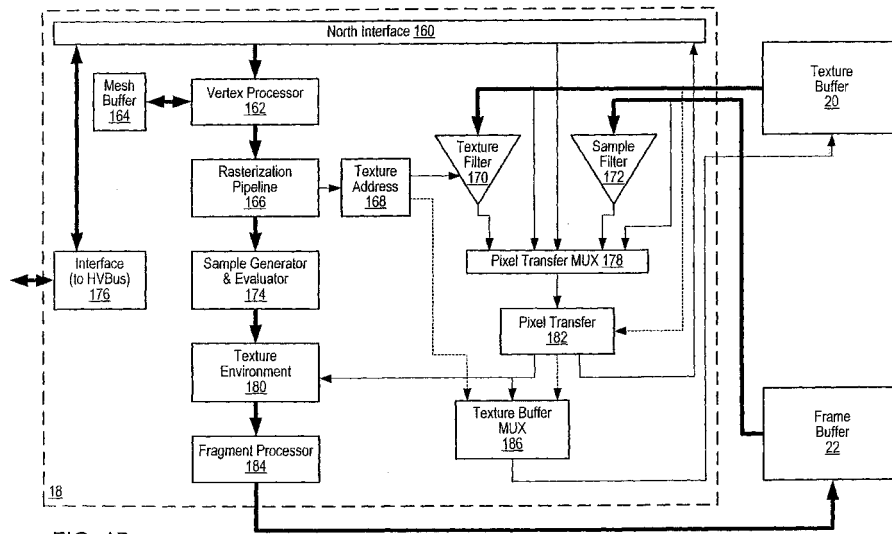 North Interface 160
Mesh
Buffer
164
Vertex Processor
162
Texture
Buffer
20
Rasterization
Pipeline
166
Texture
Address
168
Texture
Filter
170
Sample
Filter
172
Interface
(to HVBus)
176
Sample Generator
& Evaluator
174
Pixel Transfer MUX 178
Pixel Transfer
182
Texture
Environment
180
Texture Buffer
MUX
186
Frame
Buffer
22
Fragment Processor
184
18